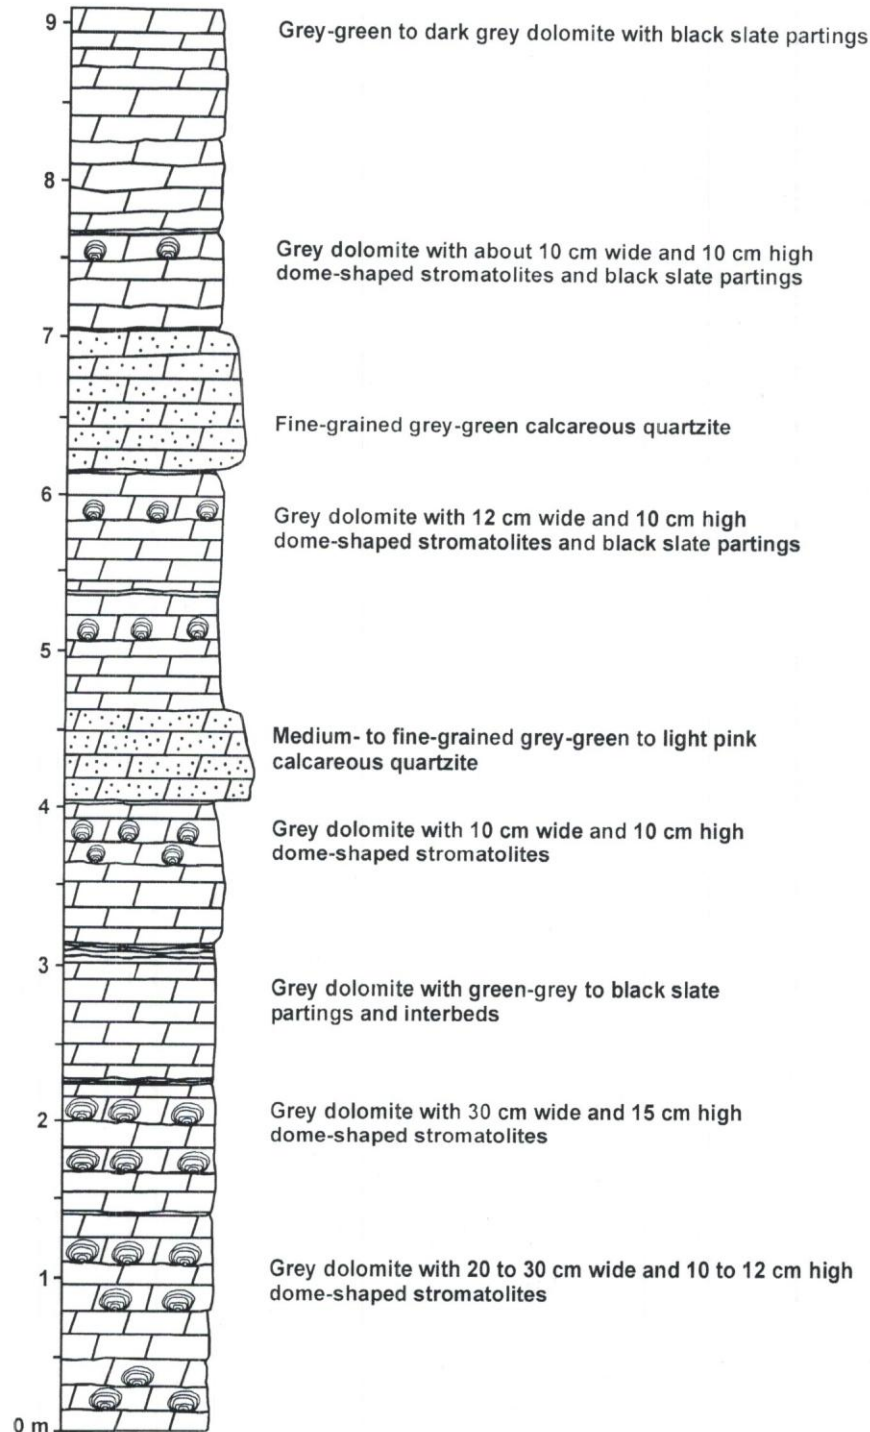 9
Grey-green to dark grey dolomite with black slate partings
8
Grey dolomite with about 10 cm wide and 10 cm high
dome-shaped stromatolites and black slate partings
7
Fine-grained grey-green calcareous quartzite
6
Grey dolomite with 12 cm wide and 10 cm high
dome-shaped stromatolites and black slate partings
5
Medium- to fine-grained grey-green to light pink
calcareous quartzite
4
Grey dolomite with 10 cm wide and 10 cm high
dome-shaped stromatolites
3
Grey dolomite with green-grey to black slate
partings and interbeds
2
Grey dolomite with 30 cm wide and 15 cm high
dome-shaped stromatolites
1
Grey dolomite with 20 to 30 cm wide and 10 to 12 cm high
dome-shaped stromatolites
0 m